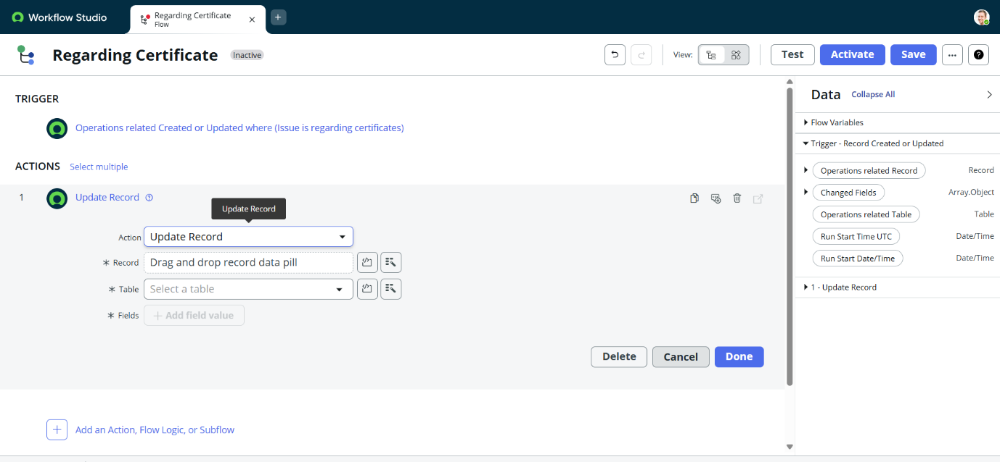 Workflow Studio
Regarding Certificate
Flow
Regarding Certificate
Inactive
View:
Test
Activate
Save
TRIGGER
Operations related Created or Updated where (Issue is regarding certificates)
ACTIONS
Select multiple
1
Update Record
Update Record
Action
Update Record
* Record
Drag and drop record data pill
* Table
Select a table
* Fields
+ Add field value
Delete
Cancel
Done
Add an Action, Flow Logic, or Subflow
Data
Collapse All
Flow Variables
Trigger - Record Created or Updated
Operations related Record
Record
Changed Fields
Array.Object
Operations related Table
Table
Run Start Time UTC
Date/Time
Run Start Date/Time
Date/Time
1 - Update Record